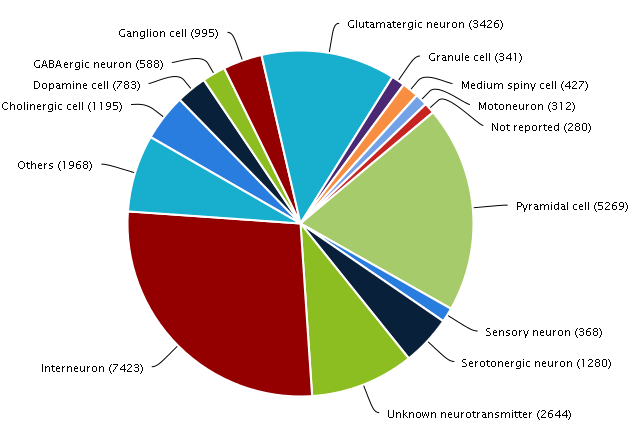 Glutamatergic neuron (3426)
Ganglion cell (995)
Granule cell (341)
GABAergic neuron (588)
Medium spiny cell (427)
Dopamine cell (783)
Motoneuron (312)
Cholinergic cell (1195)
Not reported (280)
Others (1968)
Pyramidal cell (5269)
Sensory neuron (368)
Serotonergic neuron (1280)
Interneuron (7423)
Unknown neurotransmitter (2644)